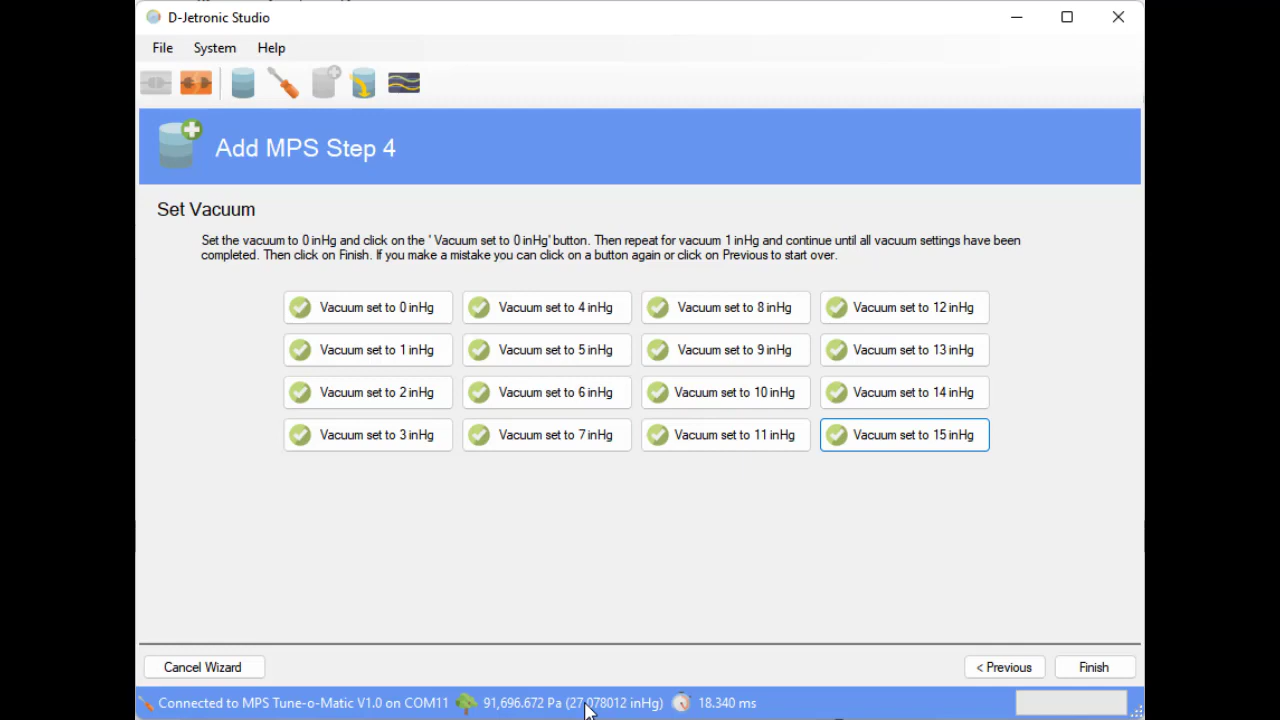 D-Jetronic Studio
File System Help
Add MPS Step 4
Set Vacuum
Set the vacuum to 0 inHg and click on the ' Vacuum set to 0 inHg' button. Then repeat for vacuum 1 inHg and continue until all vacuum settings have been
completed. Then click on Finish. If you make a mistake you can click on a button again or click on Previous to start over.
Vacuum set to 0 inHg Vacuum set to 4 inHg Vacuum set to 8 inHg Vacuum set to 12 inHg
Vacuum set to 1 inHg Vacuum set to 5 inHg Vacuum set to 9 inHg Vacuum set to 13 inHg
Vacuum set to 2 inHg Vacuum set to 6 inHg Vacuum set to 10 inHg Vacuum set to 14 inHg
Vacuum set to 3 inHg Vacuum set to 7 inHg Vacuum set to 11 inHg Vacuum set to 15 inHg
Cancel Wizard < Previous Finish
Connected to MPS Tune-o-Matic V1.0 on COM11 91,696.672 Pa (27.078012 inHg) 18.340 ms